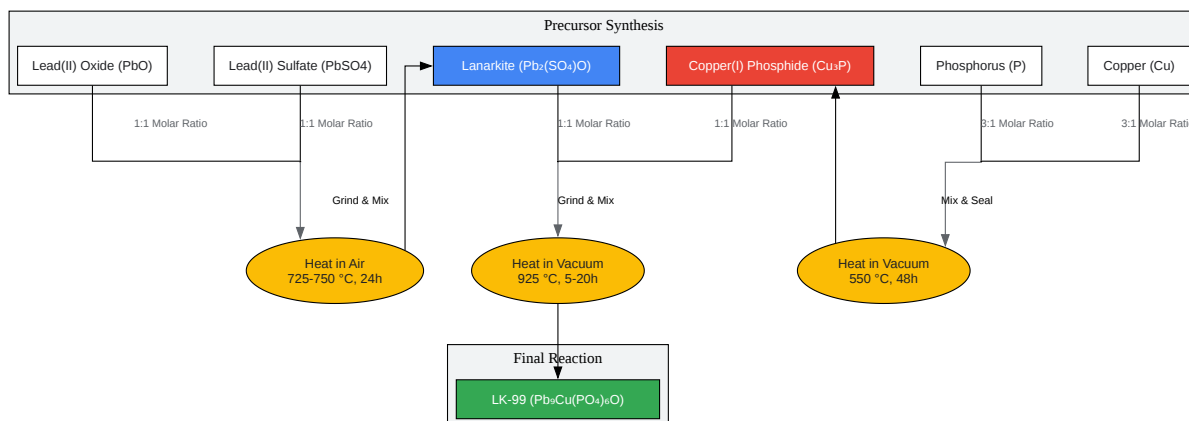 Precursor Synthesis
Lead(II) Oxide (PbO)
Lead(II) Sulfate (PbSO4)
Lanarkite (Pb₂(SO₄)O)
Copper(I) Phosphide (Cu₃P)
Phosphorus (P)
Copper (Cu)
1:1 Molar Ratio
1:1 Molar Ratio
1:1 Molar Ratio
1:1 Molar Ratio
3:1 Molar Ratio
3:1 Molar Ratio
Grind & Mix
Grind & Mix
Mix & Seal
Heat in Air
725-750 °C, 24h
Heat in Vacuum
925 °C, 5-20h
Heat in Vacuum
550 °C, 48h
Final Reaction
LK-99 (Pb₉Cu(PO₄)₆O)